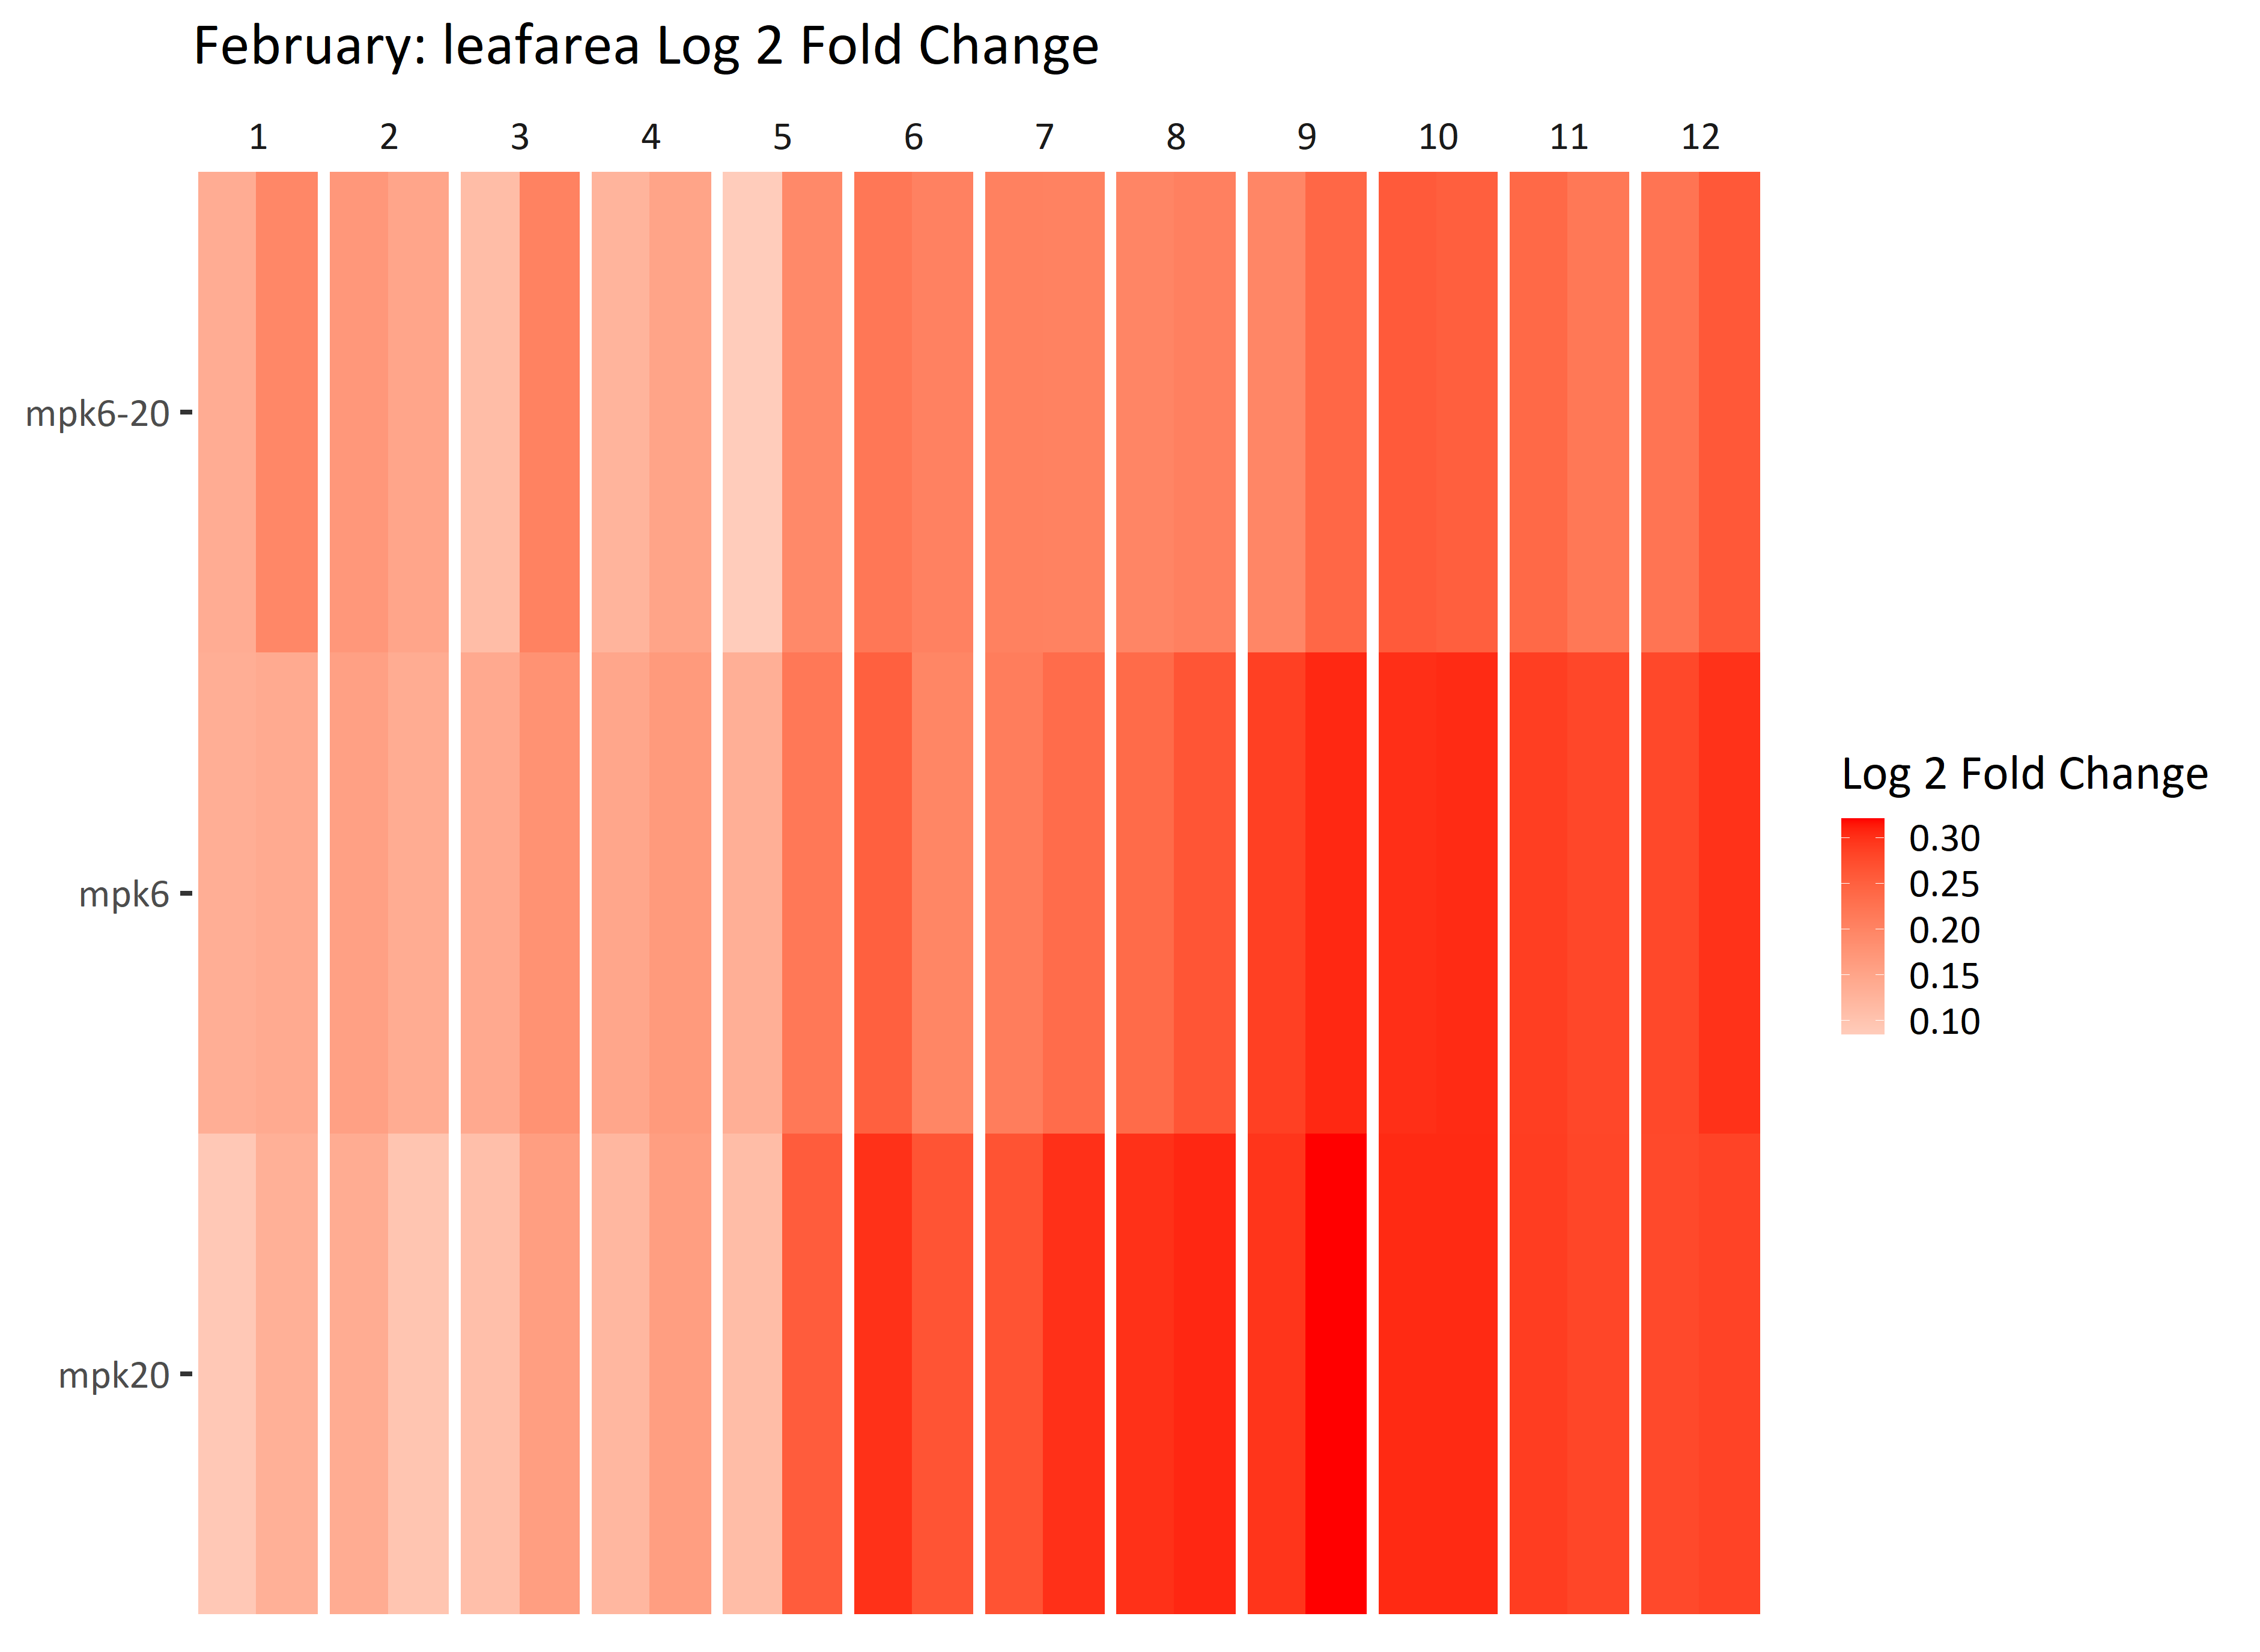 February: leafarea Log 2 Fold Change
1 2 3 4 5 6 7 8 9 10 11 12
mpk6-20
mpk6
mpk20
Log 2 Fold Change
0.30
0.25
0.20
0.15
0.10